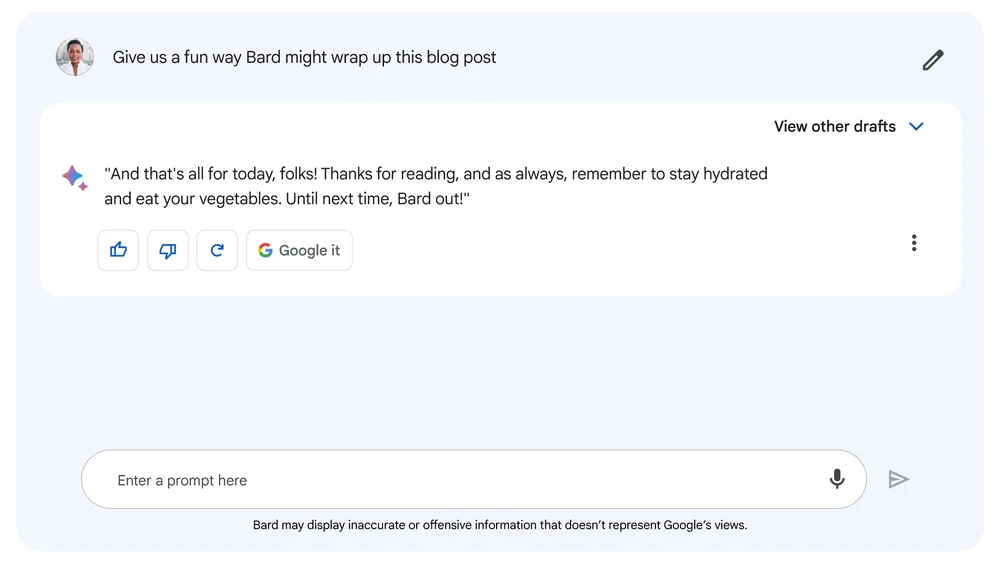 Give us a fun way Bard might wrap up this blog post
View other drafts
"And that's all for today, folks! Thanks for reading, and as always, remember to stay hydrated
and eat your vegetables. Until next time, Bard out!"
Google it
Enter a prompt here
Bard may display inaccurate or offensive information that doesn’t represent Google’s views.